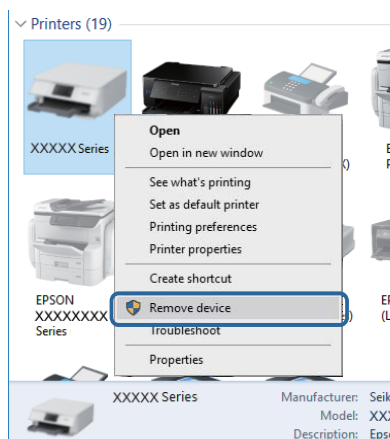 Printers (19)
XXXXX Series
Open
Open in new window
See what's printing
Set as default printer
Printing preferences
Printer properties
Create shortcut
Remove device
Troubleshoot
Properties
EPSON
XXXXXXXX
Series
XXXXX Series
Manufacturer:
Model:
Description: